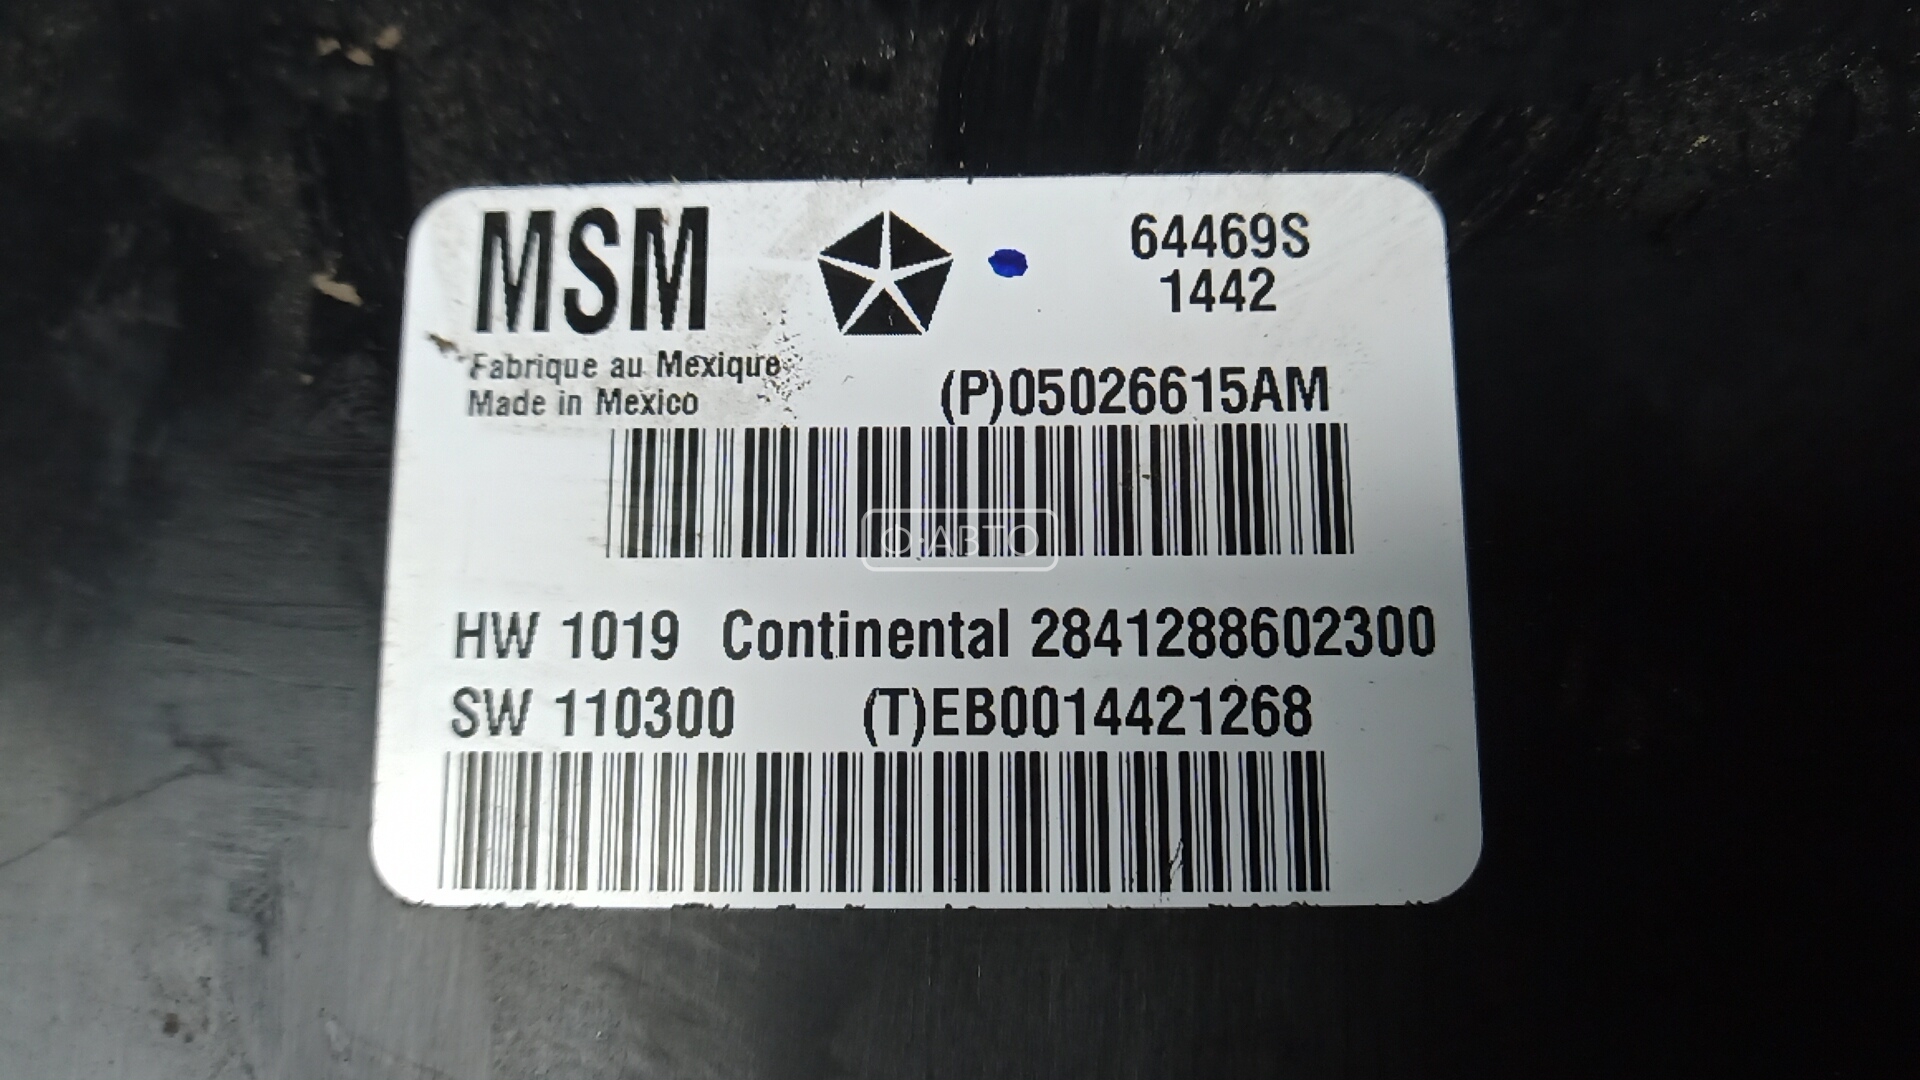 MSM
64469S
1442
Fabrique au Mexique
Made in Mexico
(P)05026615AM
Ф-АВТО
HW 1019 Continental 2841288602300
SW 110300 (T)EB0014421268